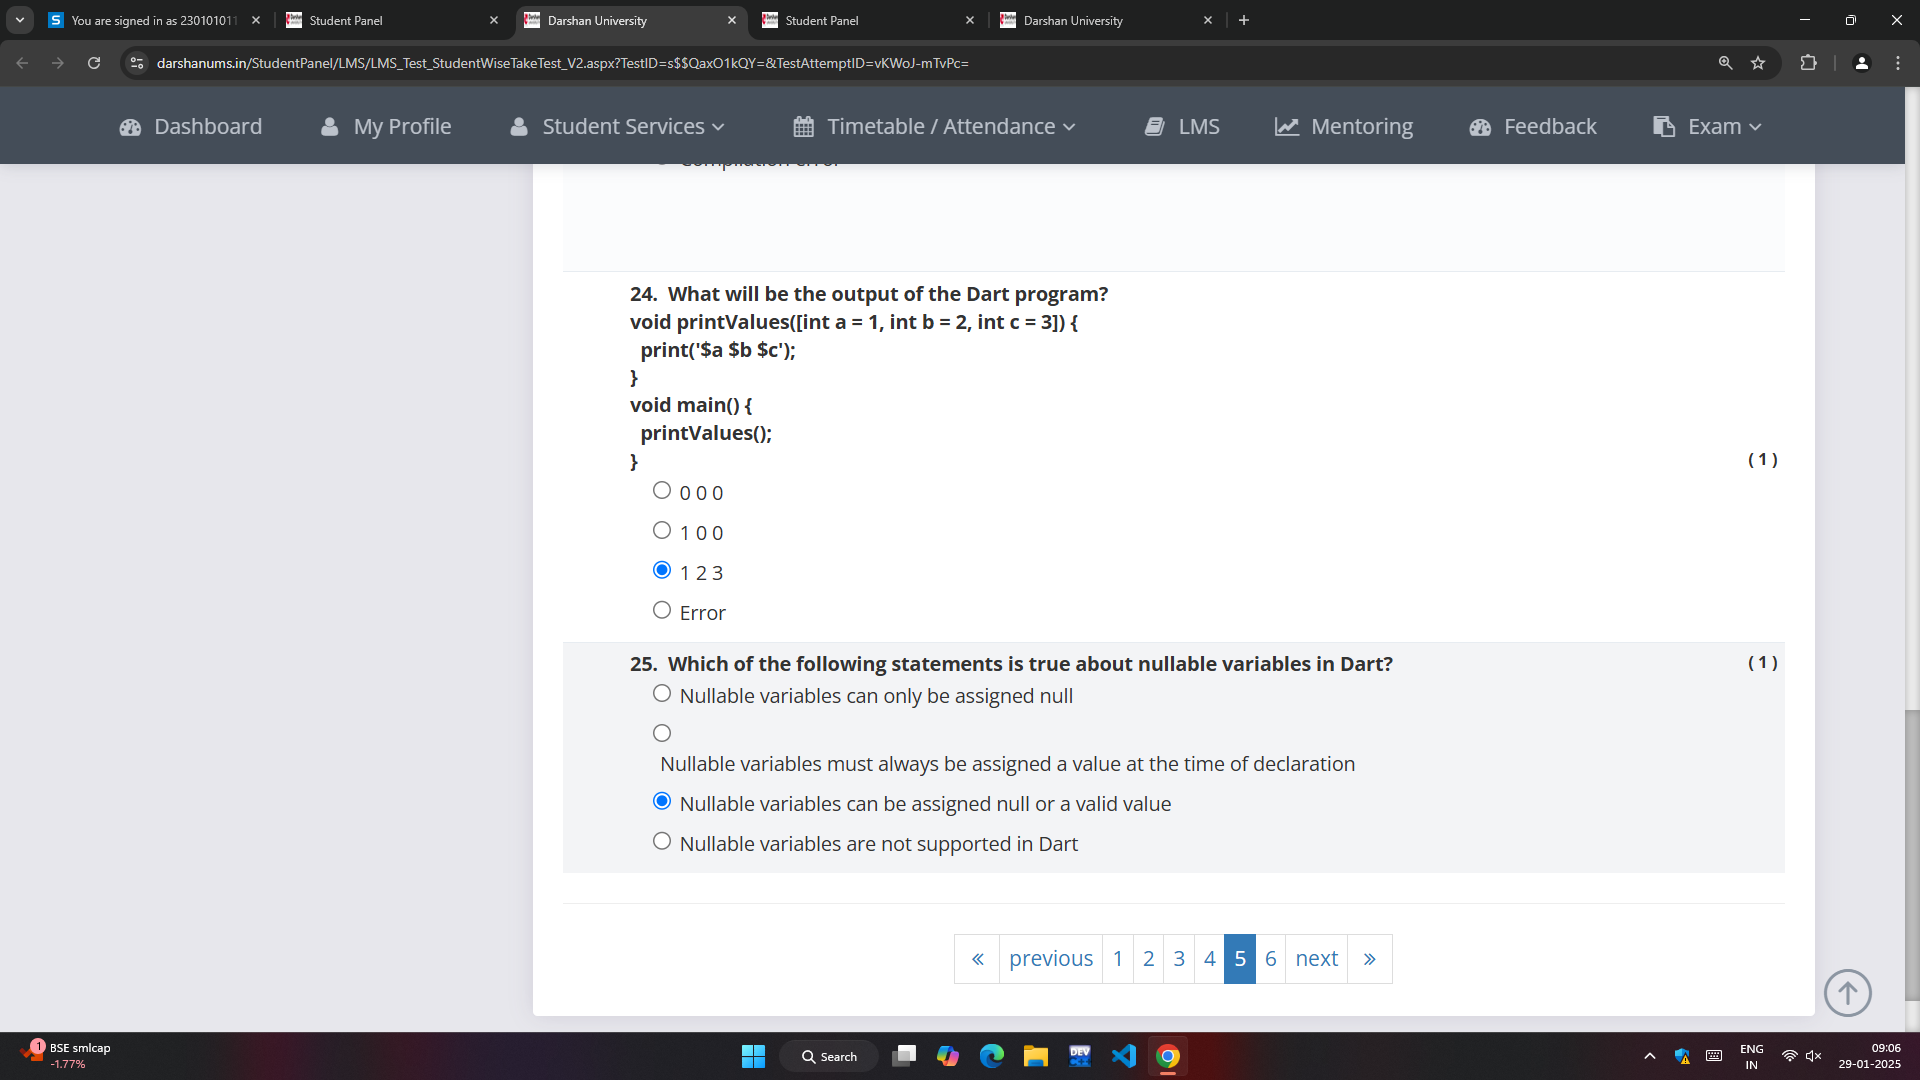 You are signed in as 230101011
Student Panel
Darshan University
Student Panel
Darshan University
darshanums.in/StudentPanel/LMS/LMS_Test_StudentWiseTakeTest_V2.aspx?TestID=s$$QaxO1kQY=&TestAttemptID=vKWoJ-mTvPc=
Dashboard
My Profile
Student Services
Timetable / Attendance
LMS
Mentoring
Feedback
Exam
Compilation error
24. What will be the output of the Dart program?
void printValues([int a = 1, int b = 2, int c = 3]) {
print('$a $b $c');
}
void main() {
printValues();
}
( 1 )
0 0 0
1 0 0
1 2 3
Error
25. Which of the following statements is true about nullable variables in Dart?
( 1 )
Nullable variables can only be assigned null
Nullable variables must always be assigned a value at the time of declaration
Nullable variables can be assigned null or a valid value
Nullable variables are not supported in Dart
« previous 1 2 3 4 5 6 next »
1
BSE smlcap
-1.77%
Search
DEV
ENG
IN
09:06
29-01-2025